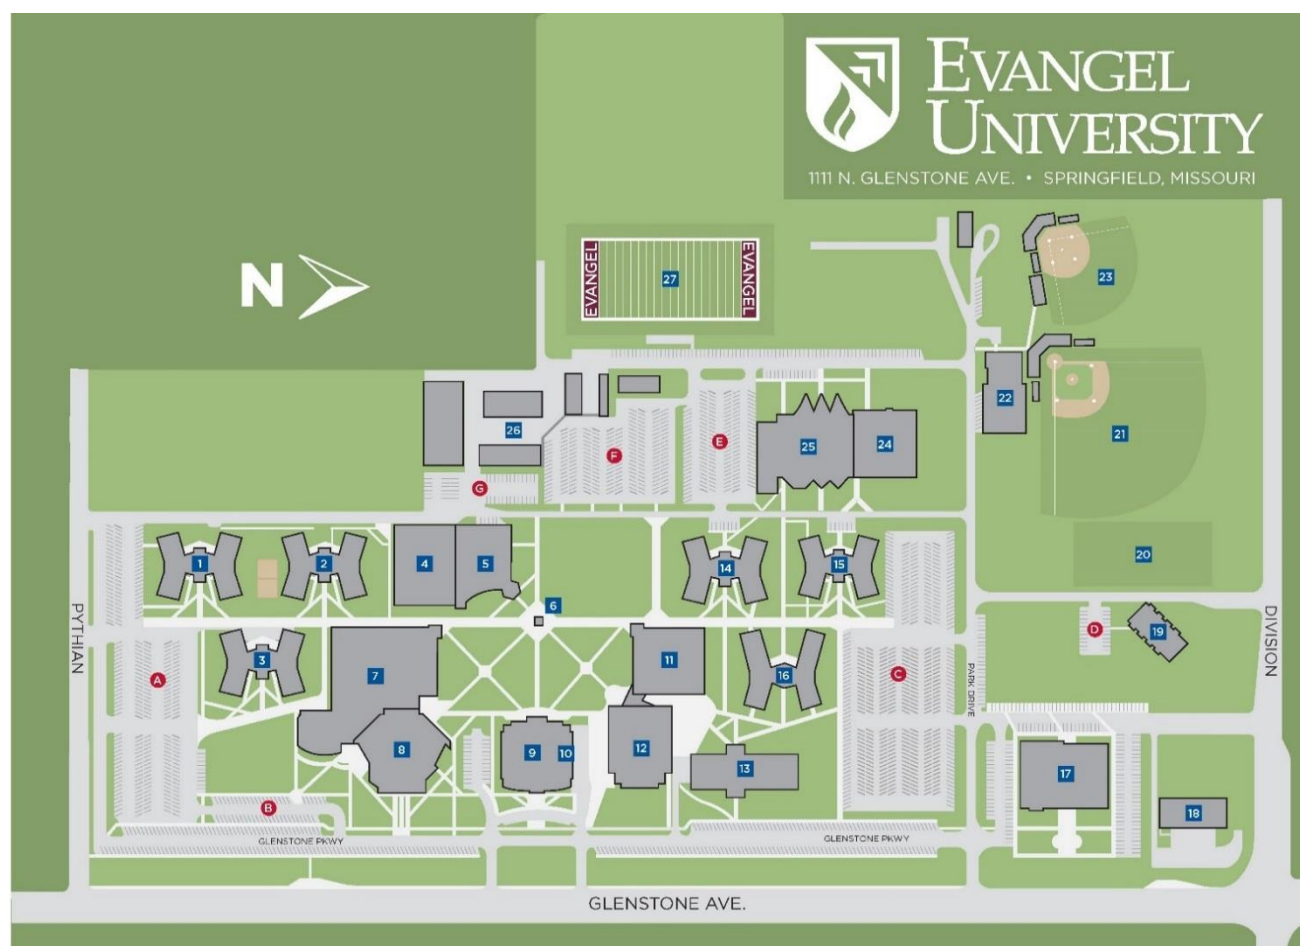 EVANGEL
UNIVERSITY
1111 N. GLENSTONE AVE. • SPRINGFIELD, MISSOURI
N
EVANGEL
27
EVANGEL
23
22
21
26
F
E
25
24
G
1
2
4
5
14
15
20
6
PYTHIAN
3
7
11
16
A
C
PARK DRIVE
D
19
DIVISION
8
9
10
12
13
17
18
B
GLENSTONE PKWY
GLENSTONE PKWY
GLENSTONE AVE.